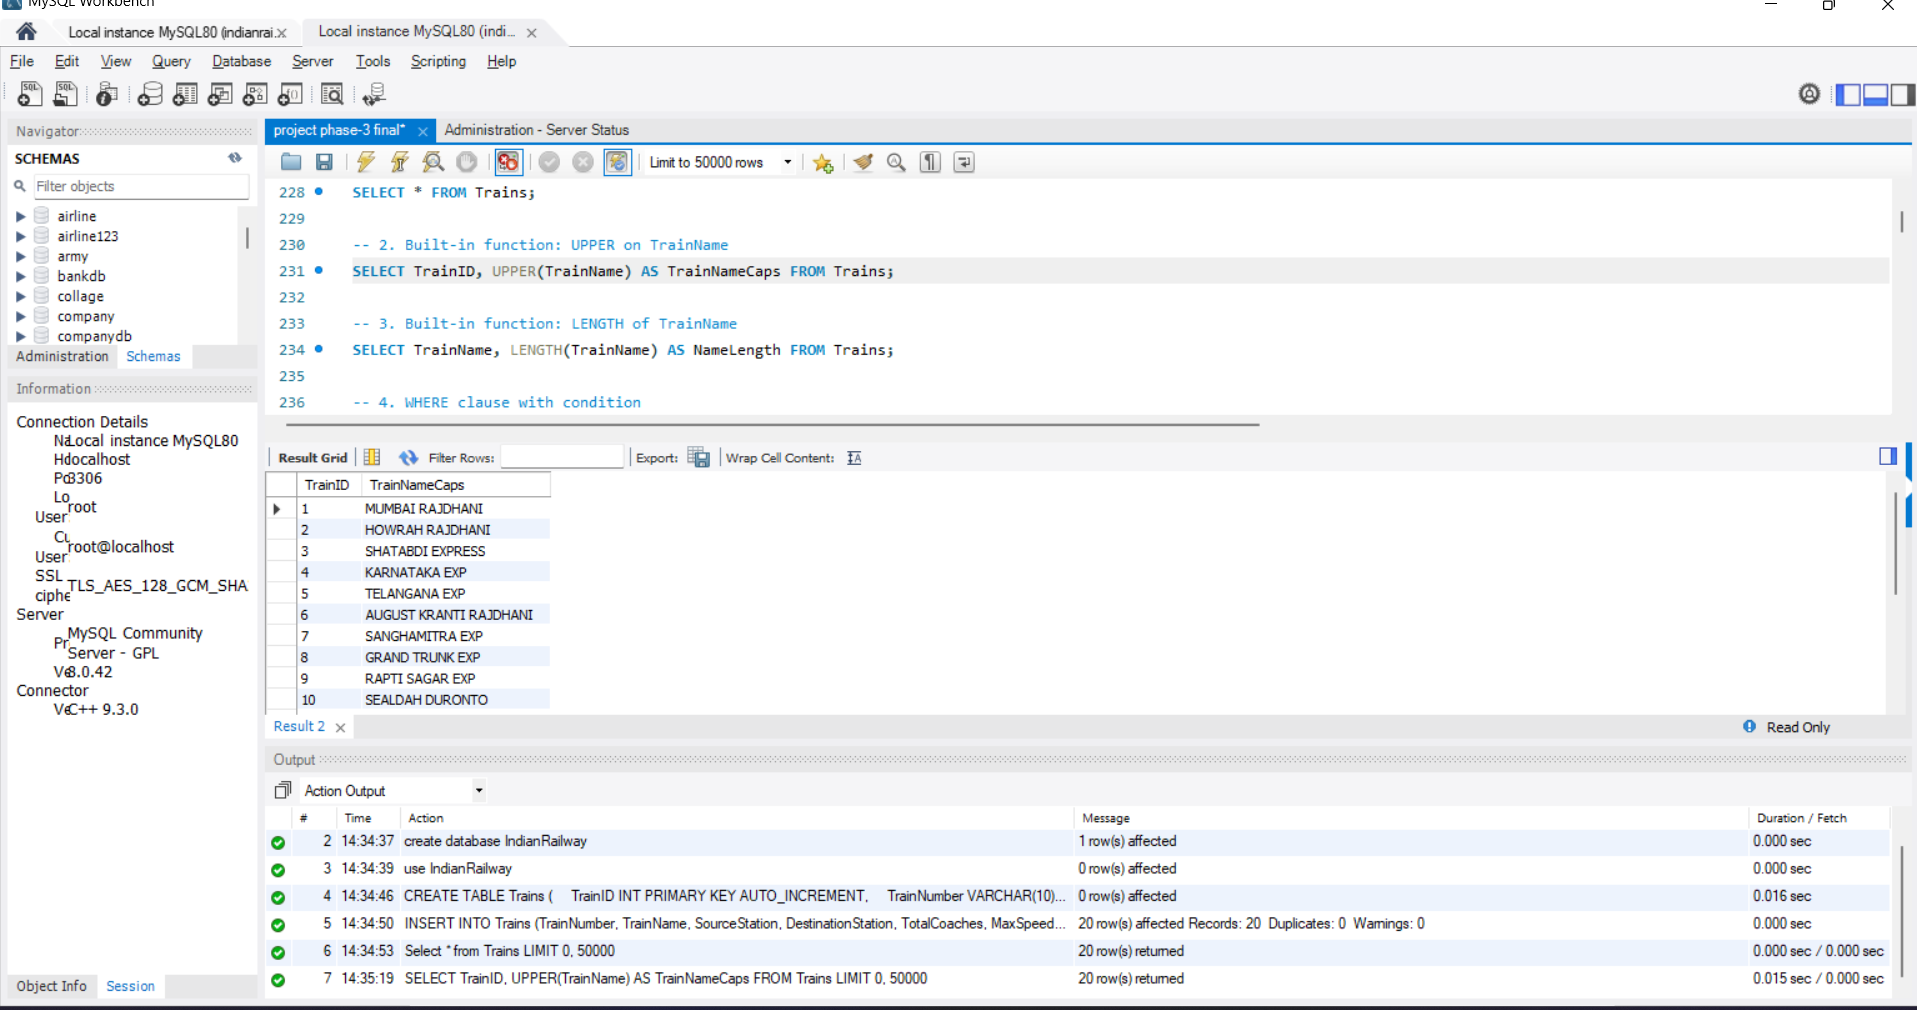 MySQL Workbench
Local instance MySQL80 (indianrai.x
Local instance MySQL80 (indi... ×
File Edit View Query Database Server Tools Scripting Help
Navigator
project phase-3 final* ×
Administration - Server Status
SCHEMAS
Limit to 50000 rows
Filter objects
airline
airline123
army
bankdb
collage
company
companydb
Administration Schemas
228 SELECT * FROM Trains;
229
230 -- 2. Built-in function: UPPER on TrainName
231 SELECT TrainID, UPPER(TrainName) AS TrainNameCaps FROM Trains;
232
233 -- 3. Built-in function: LENGTH of TrainName
234 SELECT TrainName, LENGTH(TrainName) AS NameLength FROM Trains;
235
236 -- 4. WHERE clause with condition
Information
Connection Details
Local instance MySQL80
localhost
3306
Lo
User root
Cu
User root@localhost
SSL
ciphe TLS_AES_128_GCM_SHA
Server
Pr MySQL Community
Server - GPL
8.0.42
Connector
C++ 9.3.0
Object Info Session
Result Grid Filter Rows: Export: Wrap Cell Content:
TrainID TrainNameCaps
1 MUMBAI RAJDHANI
2 HOWRAH RAJDHANI
3 SHATABDI EXPRESS
4 KARNATAKA EXP
5 TELANGANA EXP
6 AUGUST KRANTI RAJDHANI
7 SANGHAMITRA EXP
8 GRAND TRUNK EXP
9 RAPTI SAGAR EXP
10 SEALDAH DURONTO
Result 2 ×
Read Only
Output
Action Output
# Time Action Message Duration / Fetch
2 14:34:37 create database IndianRailway 1 row(s) affected 0.000 sec
3 14:34:39 use IndianRailway 0 row(s) affected 0.000 sec
4 14:34:46 CREATE TABLE Trains ( TrainID INT PRIMARY KEY AUTO_INCREMENT, TrainNumber VARCHAR(10)... 0 row(s) affected 0.016 sec
5 14:34:50 INSERT INTO Trains (TrainNumber, TrainName, SourceStation, DestinationStation, TotalCoaches, MaxSpeed... 20 row(s) affected Records: 20 Duplicates: 0 Warnings: 0 0.000 sec
6 14:34:53 Select * from Trains LIMIT 0, 50000 20 row(s) returned 0.000 sec / 0.000 sec
7 14:35:19 SELECT TrainID, UPPER(TrainName) AS TrainNameCaps FROM Trains LIMIT 0, 50000 20 row(s) returned 0.015 sec / 0.000 sec